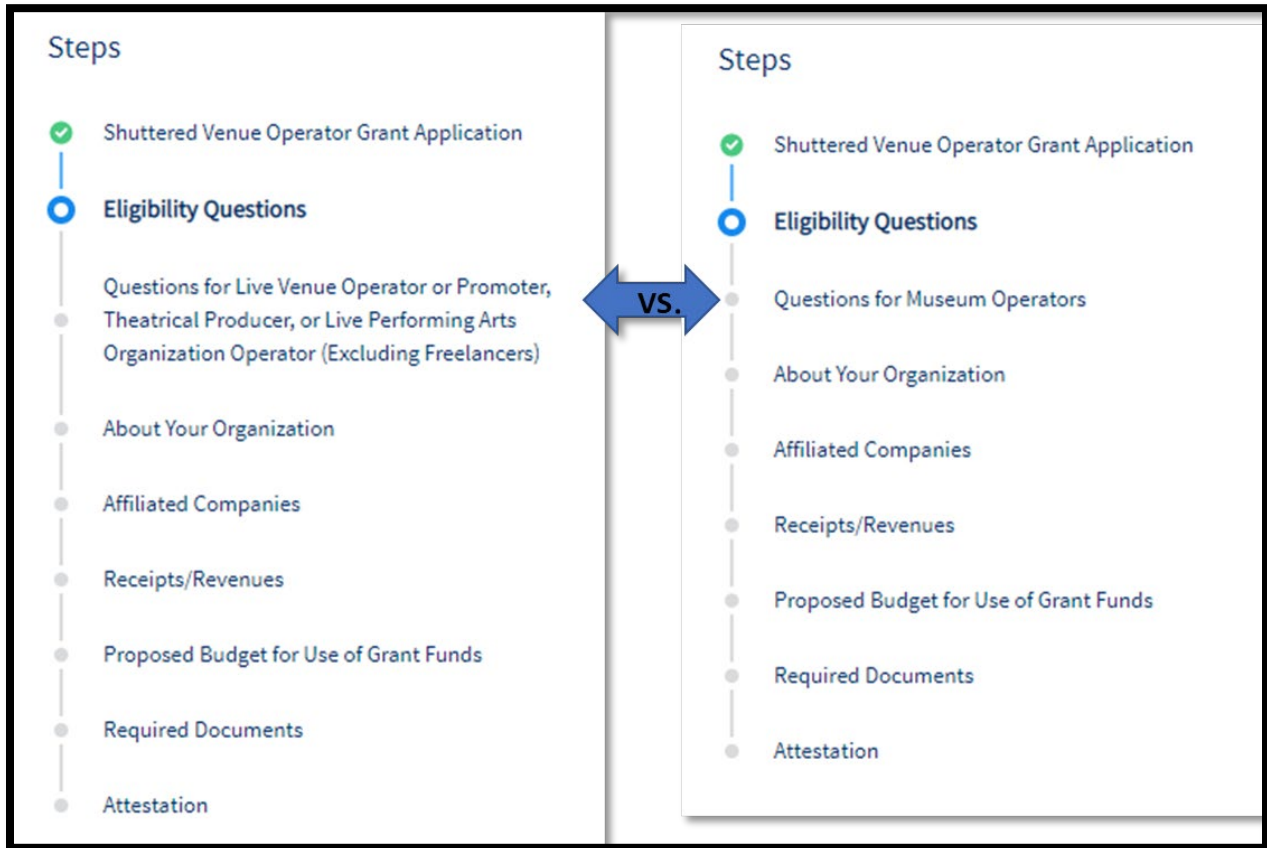 Steps
Shuttered Venue Operator Grant Application
Eligibility Questions
Questions for Live Venue Operator or Promoter,
Theatrical Producer, or Live Performing Arts
Organization Operator (Excluding Freelancers)
About Your Organization
Affiliated Companies
Receipts/Revenues
Proposed Budget for Use of Grant Funds
Required Documents
Attestation
VS.
Steps
Shuttered Venue Operator Grant Application
Eligibility Questions
Questions for Museum Operators
About Your Organization
Affiliated Companies
Receipts/Revenues
Proposed Budget for Use of Grant Funds
Required Documents
Attestation